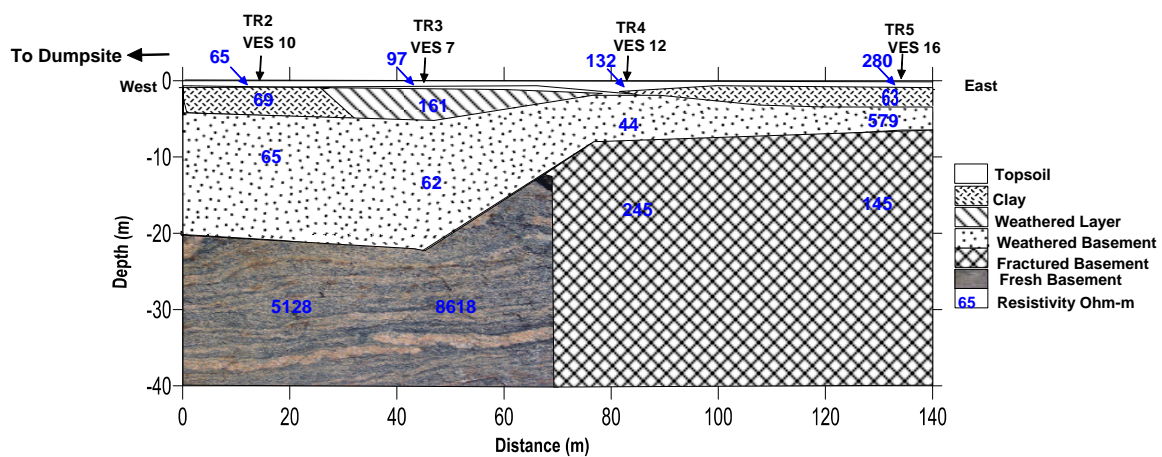 TR2
VES 10
TR3
VES 7
TR4
VES 12
TR5
VES 16
To Dumpsite
65
97
132
280
West
East
0
-10
-20
-30
-40
Depth (m)
69
161
63
65
62
44
579
245
145
5128
8618
0
20
40
60
80
100
120
140
Distance (m)
Topsoil
Clay
Weathered Layer
Weathered Basement
Fractured Basement
Fresh Basement
65 Resistivity Ohm-m